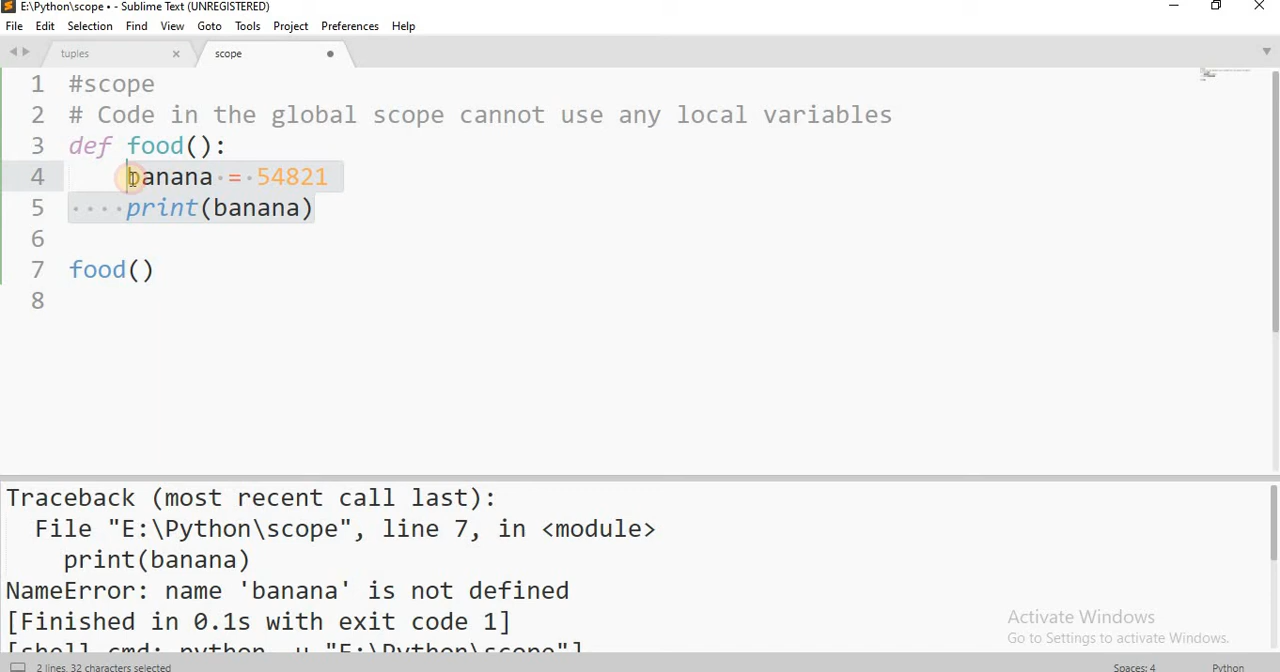 E:\Python\scope • - Sublime Text (UNREGISTERED)
File Edit Selection Find View Goto Tools Project Preferences Help
tuples scope
1 #scope
2 # Code in the global scope cannot use any local variables
3 def food():
4 banana = 54821
5 print(banana)
6
7 food()
8
Traceback (most recent call last):
File "E:\Python\scope", line 7, in <module>
print(banana)
NameError: name 'banana' is not defined
[Finished in 0.1s with exit code 1]
[shell_cmd: python -u "E:\Python\scope"]
Activate Windows
Go to Settings to activate Windows.
2 lines, 32 characters selected Spaces: 4 Python